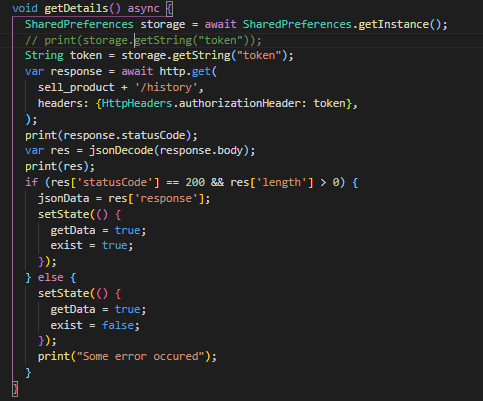 void getDetails() async {
  SharedPreferences storage = await SharedPreferences.getInstance();
  // print(storage.getString("token"));
  String token = storage.getString("token");
  var response = await http.get(
    sell_product + '/history',
    headers: {HttpHeaders.authorizationHeader: token},
  );
  print(response.statusCode);
  var res = jsonDecode(response.body);
  print(res);
  if (res['statusCode'] == 200 && res['length'] > 0) {
    jsonData = res['response'];
    setState(() {
      getData = true;
      exist = true;
    });
  } else {
    setState(() {
      getData = true;
      exist = false;
    });
    print("Some error occured");
  }
}